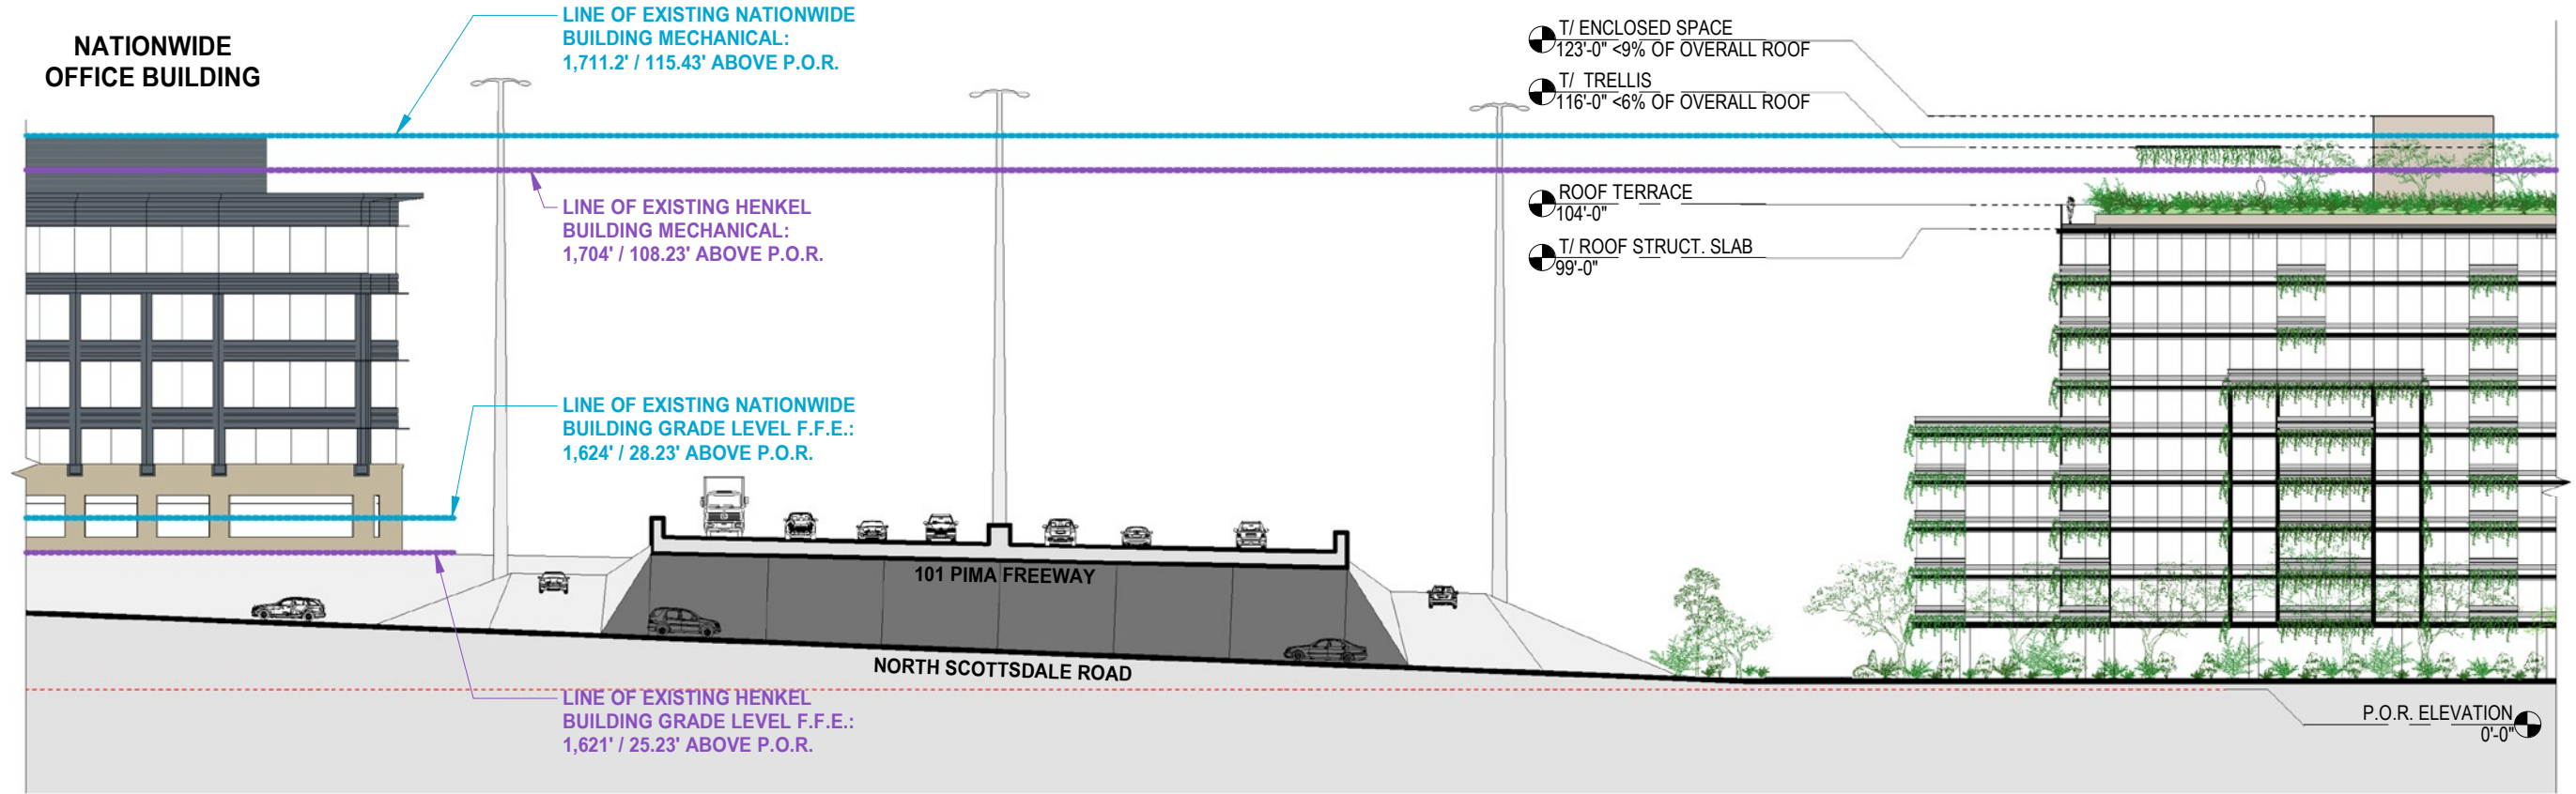 NATIONWIDE
OFFICE BUILDING
LINE OF EXISTING NATIONWIDE
BUILDING MECHANICAL:
1,711.2' / 115.43' ABOVE P.O.R.
LINE OF EXISTING HENKEL
BUILDING MECHANICAL:
1,704' / 108.23' ABOVE P.O.R.
T/ ENCLOSED SPACE
123'-0" <9% OF OVERALL ROOF
T/ TRELLIS
116'-0" <6% OF OVERALL ROOF
ROOF TERRACE
104'-0"
T/ ROOF STRUCT. SLAB
99'-0"
LINE OF EXISTING NATIONWIDE
BUILDING GRADE LEVEL F.F.E.:
1,624' / 28.23' ABOVE P.O.R.
101 PIMA FREEWAY
NORTH SCOTTSDALE ROAD
LINE OF EXISTING HENKEL
BUILDING GRADE LEVEL F.F.E.:
1,621' / 25.23' ABOVE P.O.R.
P.O.R. ELEVATION
0'-0"